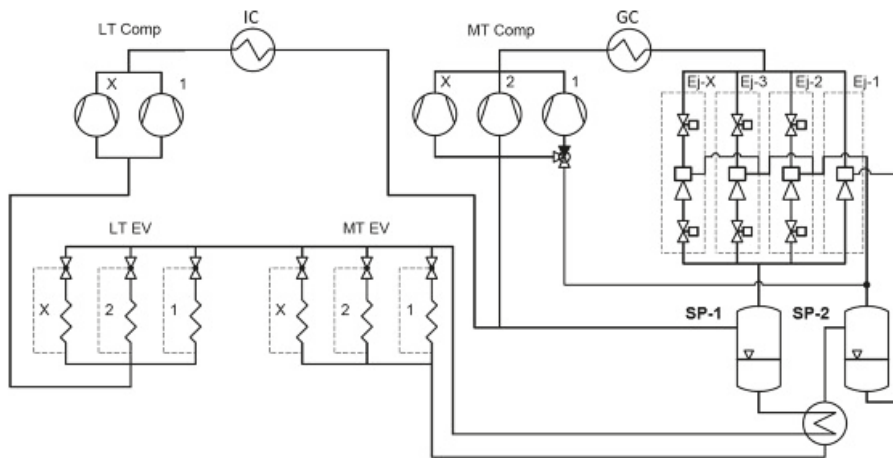 LT Comp
IC
MT Comp
GC
X
1
X
2
1
Ej-X
Ej-3
Ej-2
Ej-1
LT EV
MT EV
X
2
1
X
2
1
SP-1
SP-2